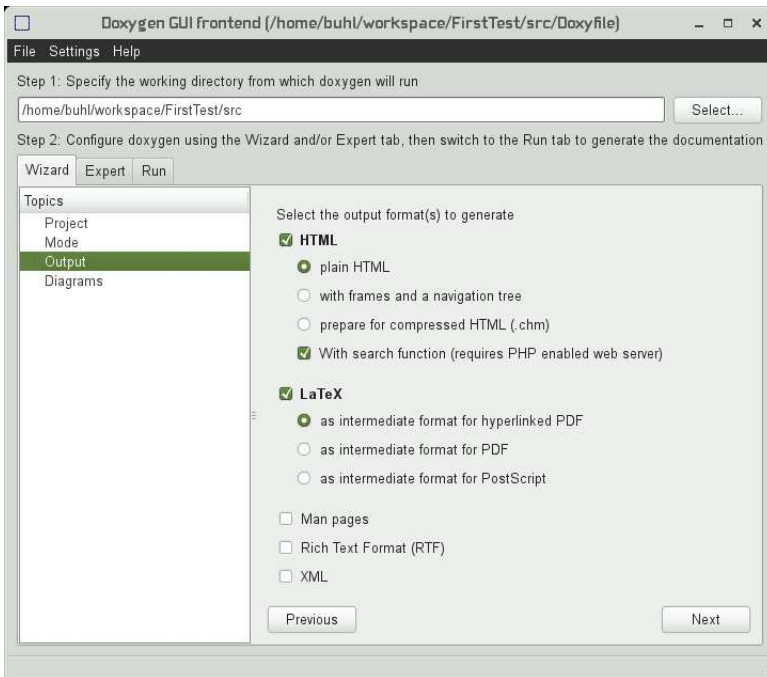 Doxygen GUI frontend (/home/buhl/workspace/FirstTest/src/Doxyfile)
File Settings Help
Step 1: Specify the working directory from which doxygen will run
/home/buhl/workspace/FirstTest/src
Select...
Step 2: Configure doxygen using the Wizard and/or Expert tab, then switch to the Run tab to generate the documentation
Wizard Expert Run
Topics
Project
Mode
Output
Diagrams
Select the output format(s) to generate
HTML
plain HTML
with frames and a navigation tree
prepare for compressed HTML (.chm)
With search function (requires PHP enabled web server)
LaTeX
as intermediate format for hyperlinked PDF
as intermediate format for PDF
as intermediate format for PostScript
Man pages
Rich Text Format (RTF)
XML
Previous
Next